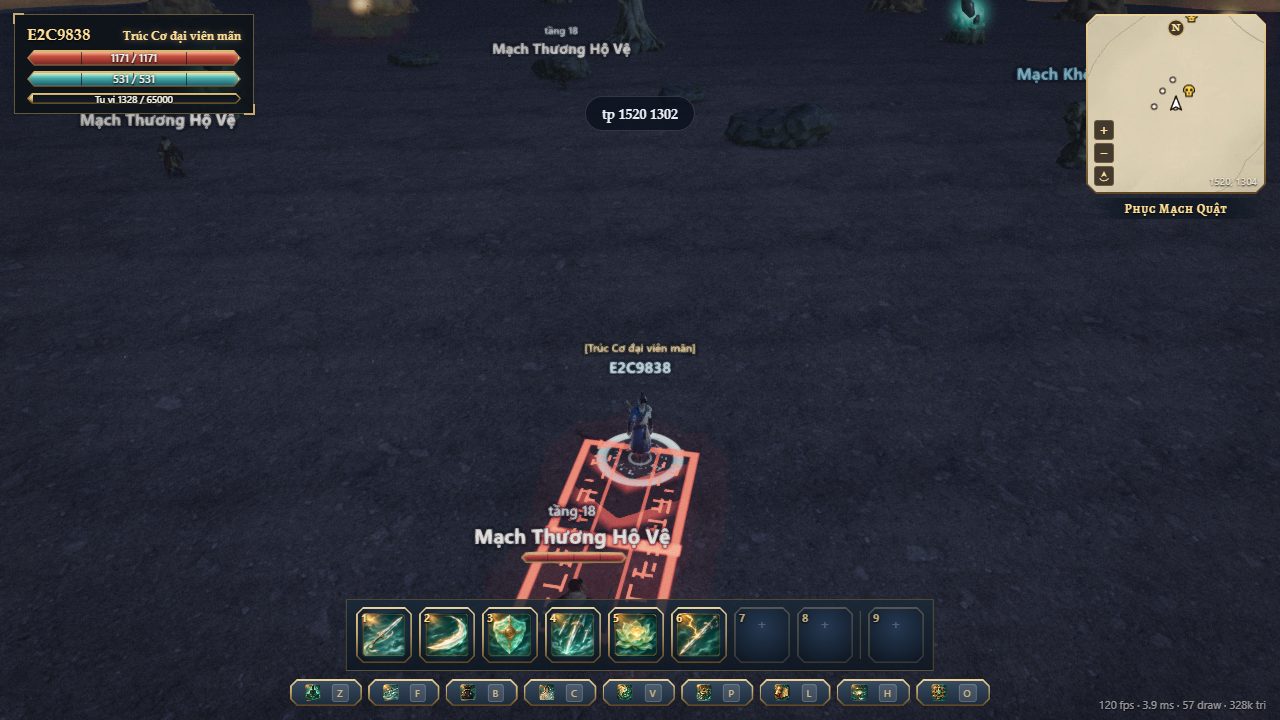 E2C9838
Trúc Cơ đại viên mãn
1171 / 1171
531 / 531
Tu vi 1328 / 65000
Mạch Thương Hộ Vệ
tầng 18
Mạch Thương Hộ Vệ
tp 1520 1302
N
+
−
1520, 1304
Phục Mạch Quật
[Trúc Cơ đại viên mãn]
E2C9838
tầng 18
Mạch Thương Hộ Vệ
1 2 3 4 5 6 7 8 9
+ + +
Z F B C V P L H O
120 fps · 3.9 ms · 57 draw · 328k tri